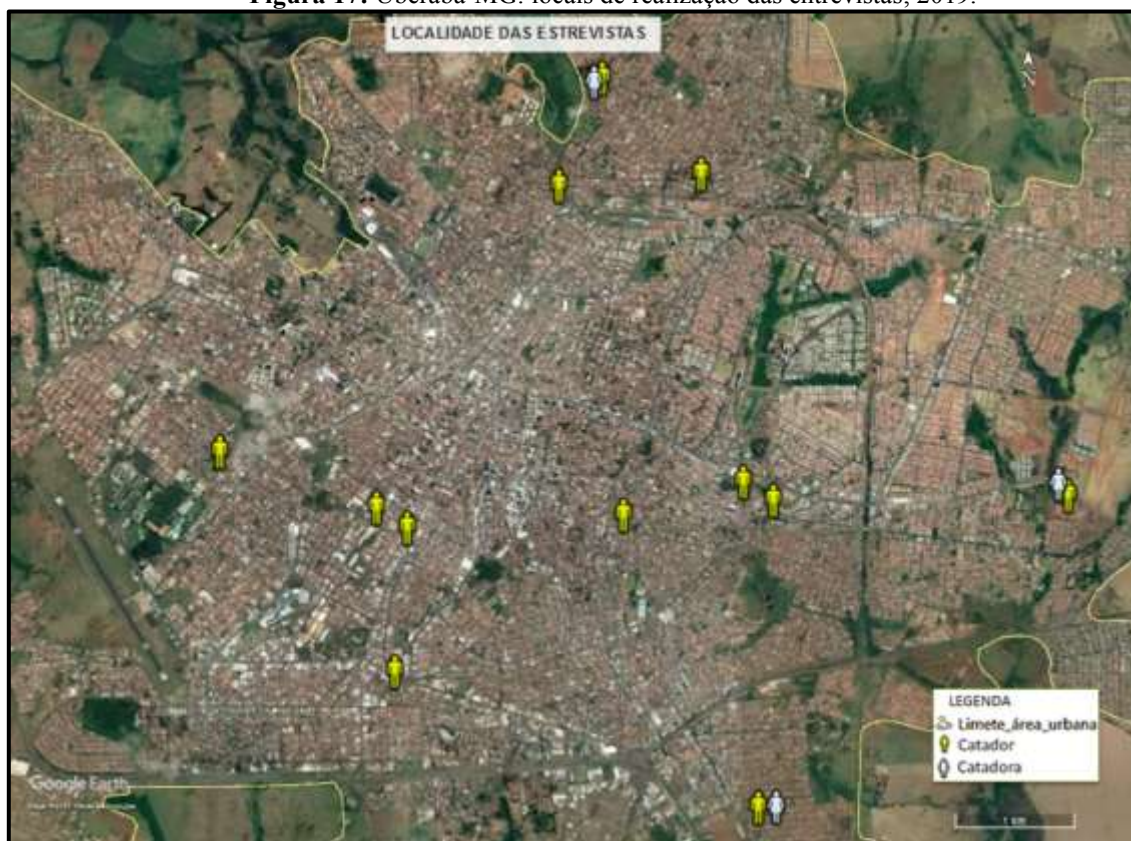 Figura 17: Uberaba-MG: locais de realização das entrevistas, 2019.
LOCALIDADE DAS ESTREVISTAS
LEGENDA
Limete_área_urbana
Catador
Catadora
Google Earth
1 km